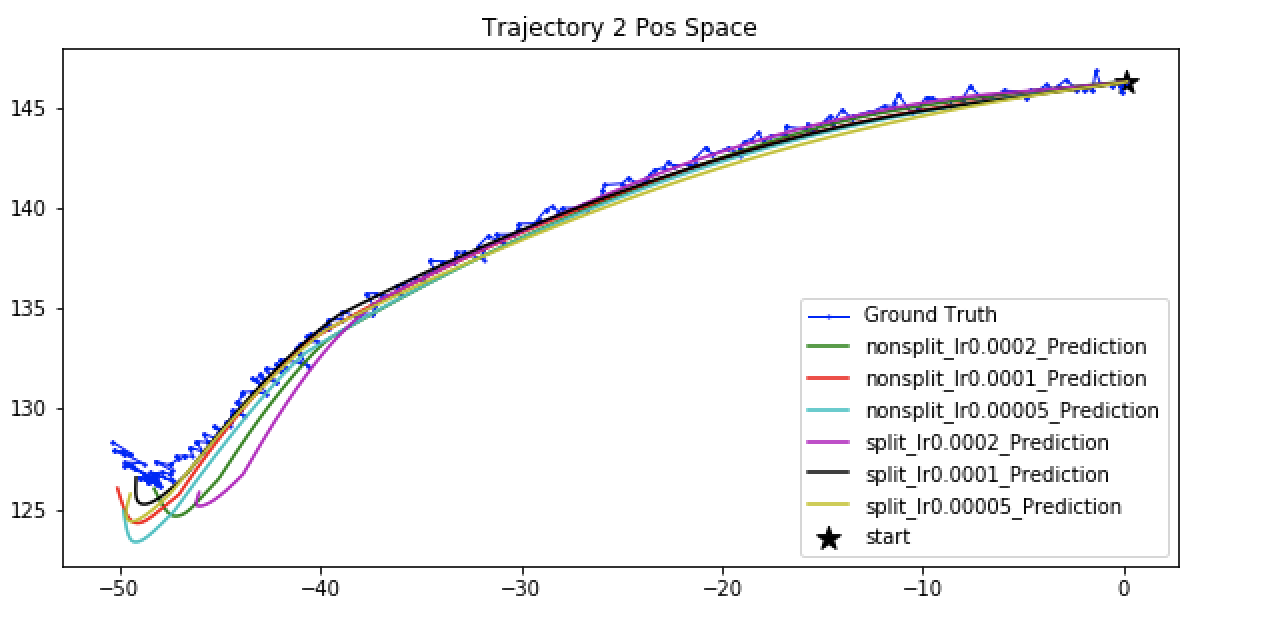 Trajectory 2 Pos Space
145
140
135
130
125
−50
−40
−30
−20
−10
0
Ground Truth
nonsplit_lr0.0002_Prediction
nonsplit_lr0.0001_Prediction
nonsplit_lr0.00005_Prediction
split_lr0.0002_Prediction
split_lr0.0001_Prediction
split_lr0.00005_Prediction
start